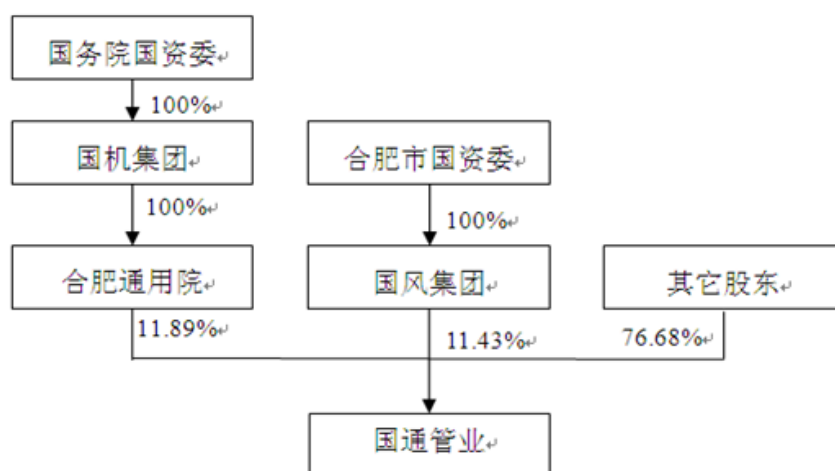 国务院国资委
100%
国机集团
合肥市国资委
100%
100%
合肥通用院
国风集团
其它股东
11.89%
11.43%
76.68%
国通管业